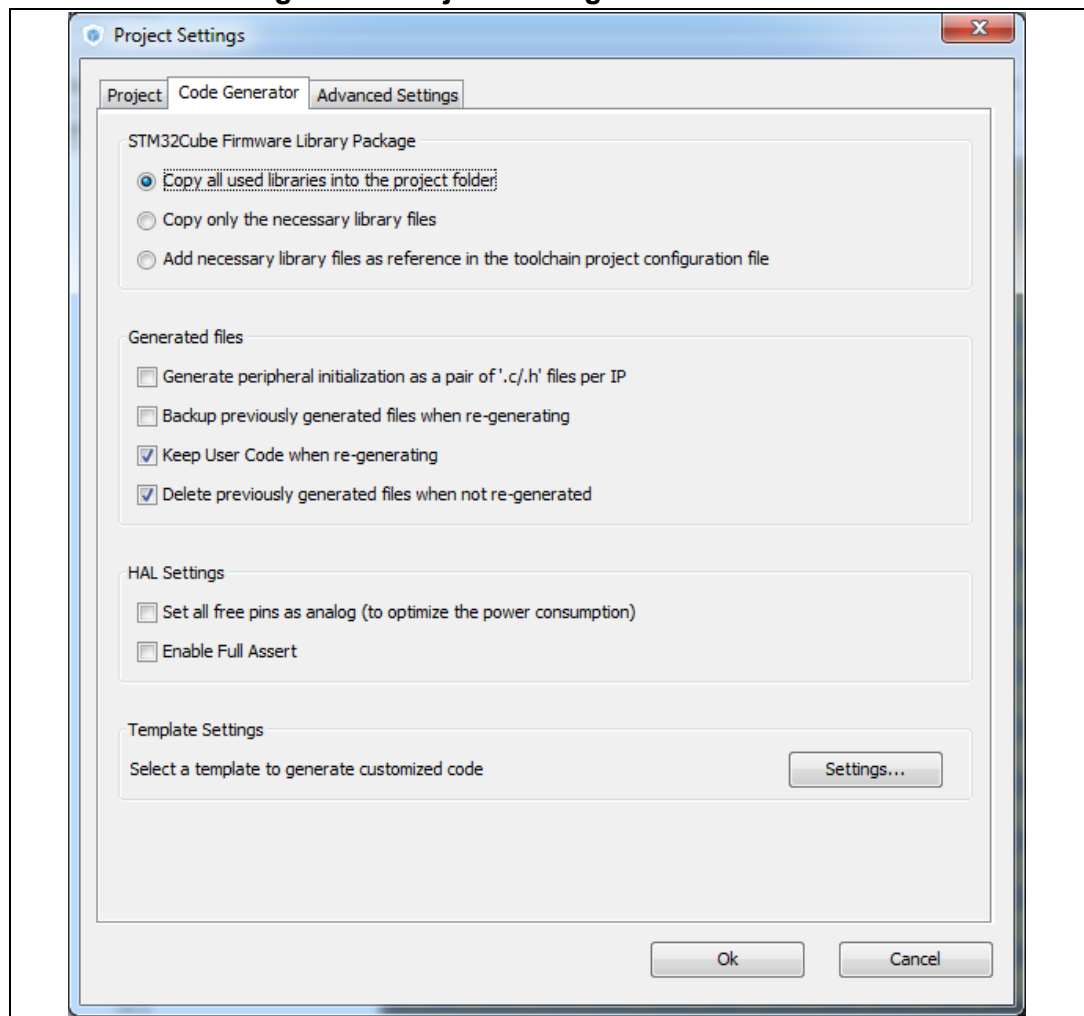 Project Settings
Project Code Generator Advanced Settings
STM32Cube Firmware Library Package
Copy all used libraries into the project folder
Copy only the necessary library files
Add necessary library files as reference in the toolchain project configuration file
Generated files
Generate peripheral initialization as a pair of '.c/.h' files per IP
Backup previously generated files when re-generating
Keep User Code when re-generating
Delete previously generated files when not re-generated
HAL Settings
Set all free pins as analog (to optimize the power consumption)
Enable Full Assert
Template Settings
Select a template to generate customized code Settings...
Ok Cancel